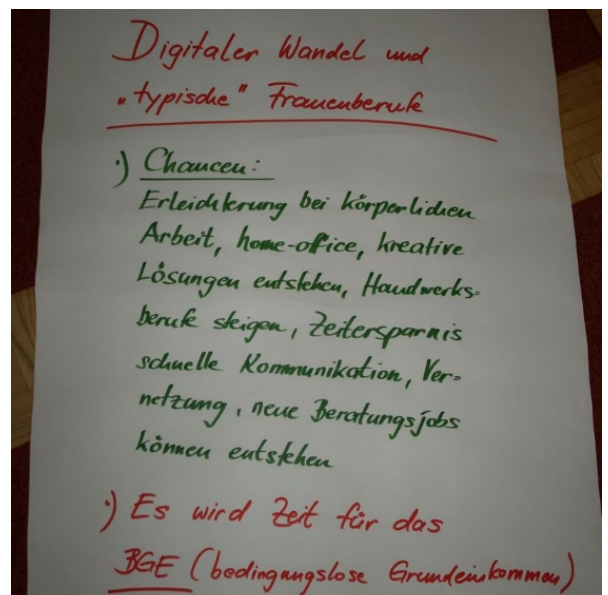 Digitaler Wandel und
„typische" Frauenberufe
·) Chancen:
Erleichterung bei körperlichen
Arbeit, home-office, kreative
Lösungen entstehen, Handwerks=
berufe steigen, Zeitersparnis
schnelle Kommunikation, Ver=
netzung, neue Beratungsjobs
können entstehen
·) Es wird Zeit für das
BGE (bedingungslose Grundeinkommen)